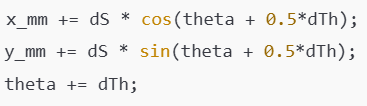 x_mm += dS * cos(theta + 0.5*dTh);
y_mm += dS * sin(theta + 0.5*dTh);
theta += dTh;